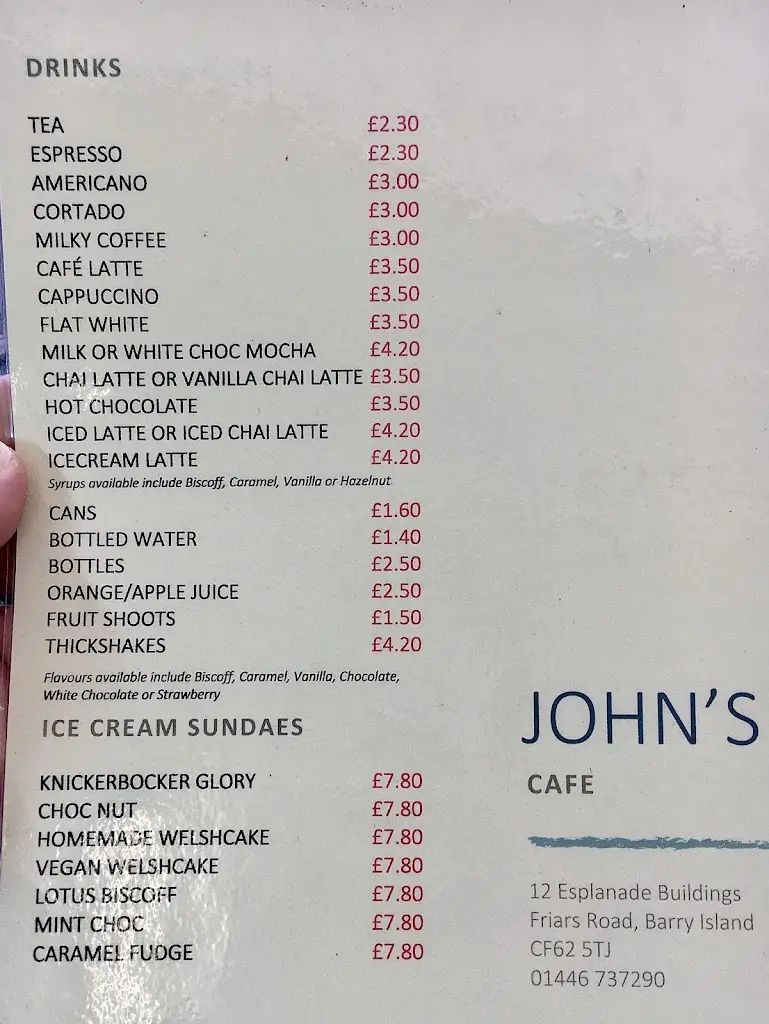 DRINKS
TEA £2.30
ESPRESSO £2.30
AMERICANO £3.00
CORTADO £3.00
MILKY COFFEE £3.00
CAFÉ LATTE £3.50
CAPPUCCINO £3.50
FLAT WHITE £3.50
MILK OR WHITE CHOC MOCHA £4.20
CHAI LATTE OR VANILLA CHAI LATTE £3.50
HOT CHOCOLATE £3.50
ICED LATTE OR ICED CHAI LATTE £4.20
ICECREAM LATTE £4.20
Syrups available include Biscoff, Caramel, Vanilla or Hazelnut.
CANS £1.60
BOTTLED WATER £1.40
BOTTLES £2.50
ORANGE/APPLE JUICE £2.50
FRUIT SHOOTS £1.50
THICKSHAKES £4.20
Flavours available include Biscoff, Caramel, Vanilla, Chocolate,
White Chocolate or Strawberry
ICE CREAM SUNDAES
KNICKERBOCKER GLORY £7.80
CHOC NUT £7.80
HOMEMADE WELSHCAKE £7.80
VEGAN WELSHCAKE £7.80
LOTUS BISCOFF £7.80
MINT CHOC £7.80
CARAMEL FUDGE £7.80
JOHN'S
CAFE
12 Esplanade Buildings
Friars Road, Barry Island
CF62 5TJ
01446 737290